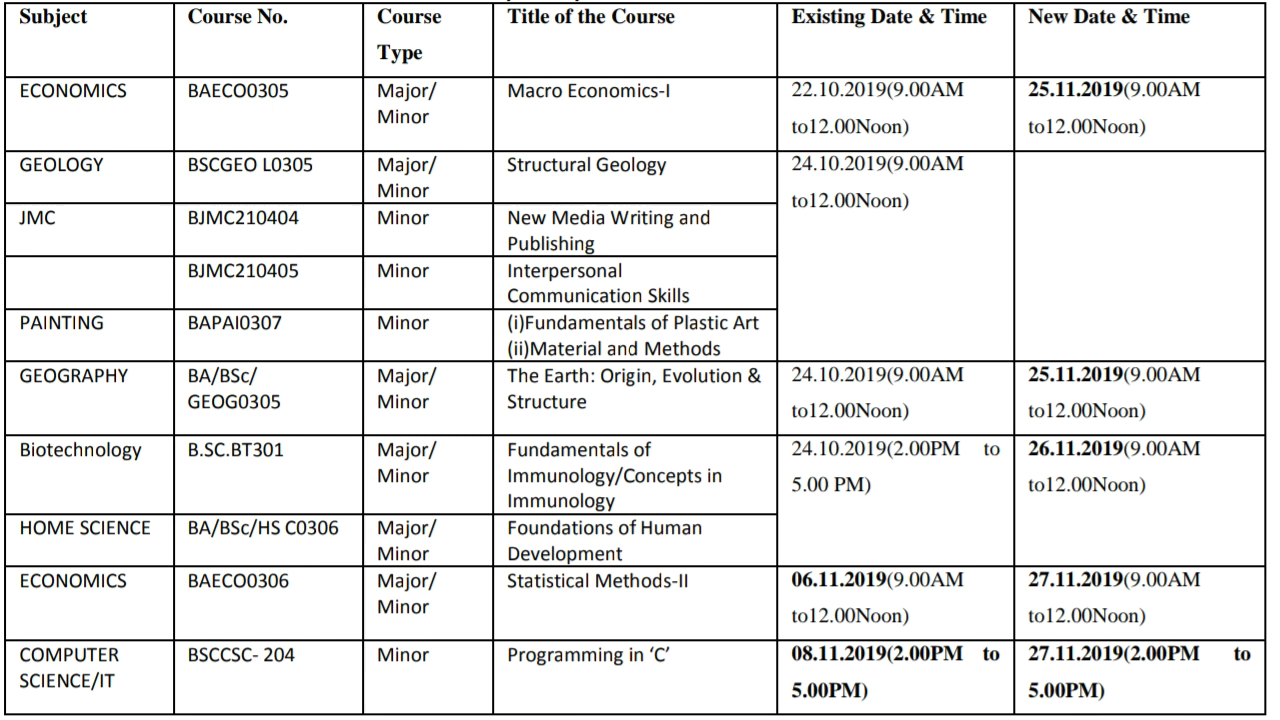 Subject Course No. Course Type Title of the Course Existing Date & Time New Date & Time
ECONOMICS BAECO0305 Major/ Minor Macro Economics-I 22.10.2019(9.00AM to12.00Noon) 25.11.2019(9.00AM to12.00Noon)
GEOLOGY BSCGEO L0305 Major/ Minor Structural Geology 24.10.2019(9.00AM to12.00Noon)
JMC BJMC210404 Minor New Media Writing and Publishing
BJMC210405 Minor Interpersonal Communication Skills
PAINTING BAPAI0307 Minor (i)Fundamentals of Plastic Art (ii)Material and Methods
GEOGRAPHY BA/BSc/ GEOG0305 Major/ Minor The Earth: Origin, Evolution & Structure 24.10.2019(9.00AM to12.00Noon) 25.11.2019(9.00AM to12.00Noon)
Biotechnology B.SC.BT301 Major/ Minor Fundamentals of Immunology/Concepts in Immunology 24.10.2019(2.00PM to 5.00 PM) 26.11.2019(9.00AM to12.00Noon)
HOME SCIENCE BA/BSc/HS C0306 Major/ Minor Foundations of Human Development
ECONOMICS BAECO0306 Major/ Minor Statistical Methods-II 06.11.2019(9.00AM to12.00Noon) 27.11.2019(9.00AM to12.00Noon)
COMPUTER SCIENCE/IT BSCCSC- 204 Minor Programming in ‘C’ 08.11.2019(2.00PM to 5.00PM) 27.11.2019(2.00PM to 5.00PM)